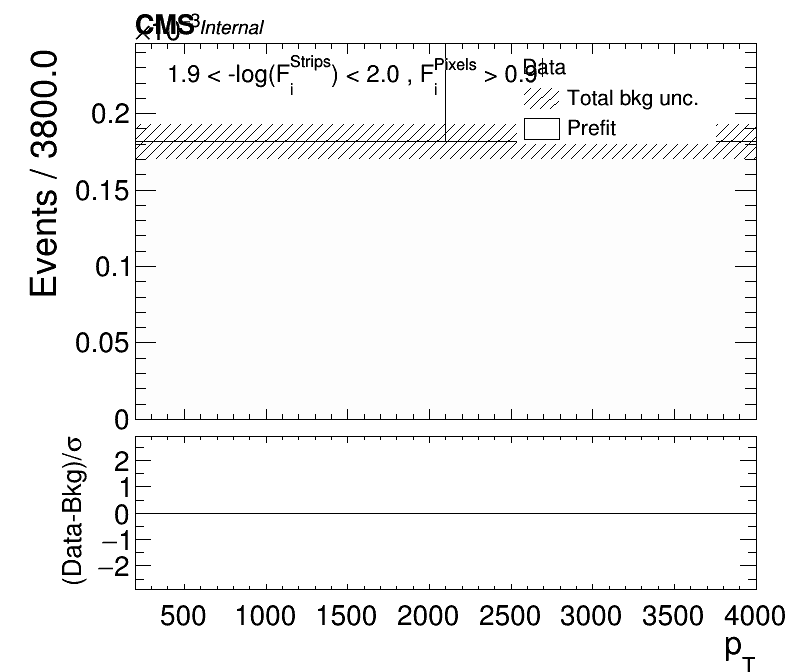 CMS Internal
×10³
1.9 < -log(F_i^Strips) < 2.0 , F_i^Pixels > 0.9
Data
Total bkg unc.
Prefit
Events / 3800.0
0.2
0.15
0.1
0.05
0
(Data-Bkg)/σ
2
1
0
−1
−2
500 1000 1500 2000 2500 3000 3500 4000
p_T